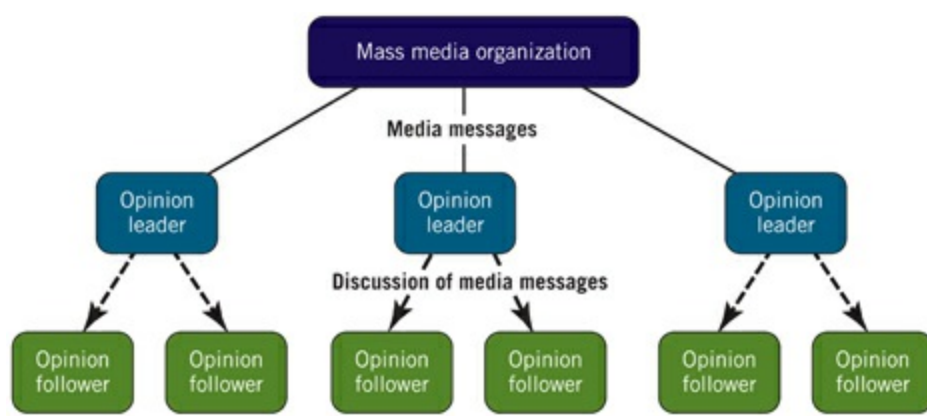 Mass media organization
Media messages
Opinion
leader
Opinion
leader
Opinion
leader
Discussion of media messages
Opinion
follower
Opinion
follower
Opinion
follower
Opinion
follower
Opinion
follower
Opinion
follower